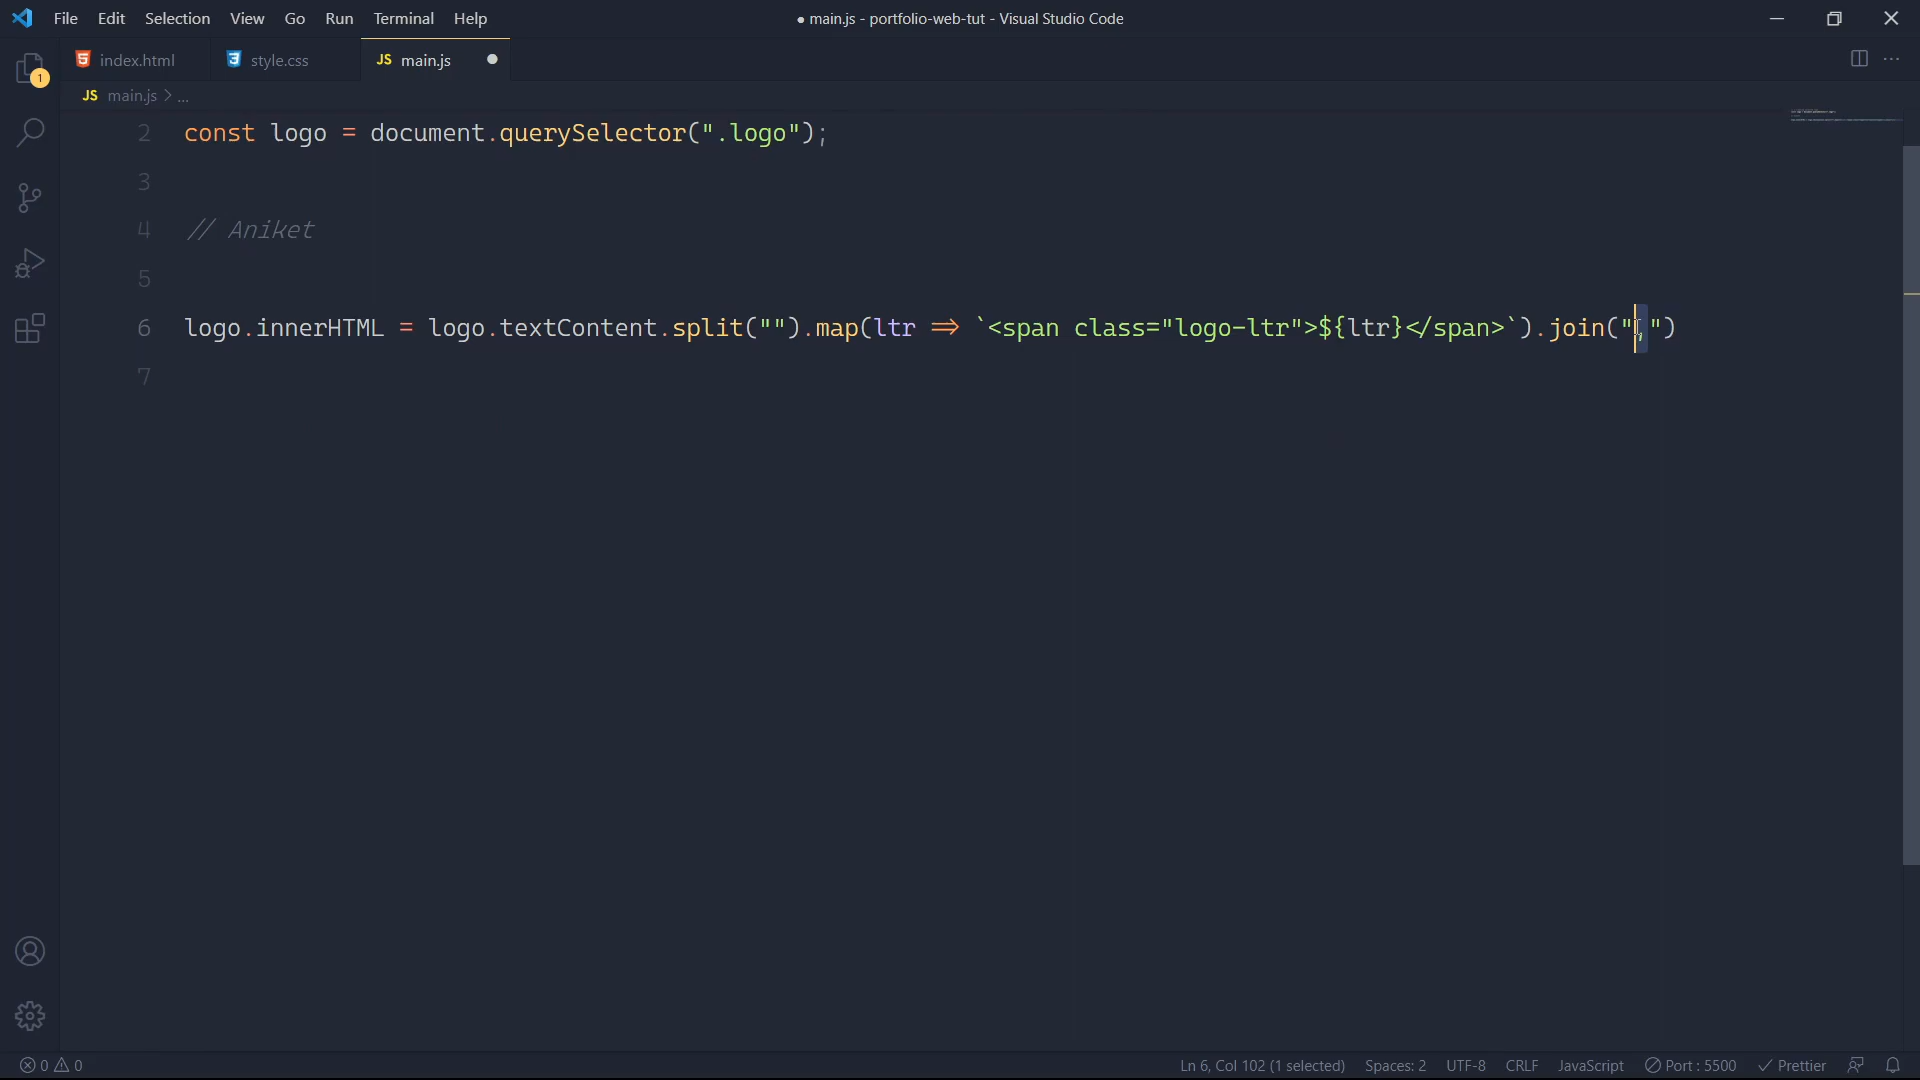 File Edit Selection View Go Run Terminal Help ● main.js - portfolio-web-tut - Visual Studio Code
index.html style.css JS main.js
1
JS main.js > ...
2 const logo = document.querySelector(".logo");
3
4 // Aniket
5
6 logo.innerHTML = logo.textContent.split("").map(ltr => `<span class="logo-ltr">${ltr}</span>`).join(",")
7
0 0 Ln 6, Col 102 (1 selected) Spaces: 2 UTF-8 CRLF JavaScript Port : 5500 Prettier